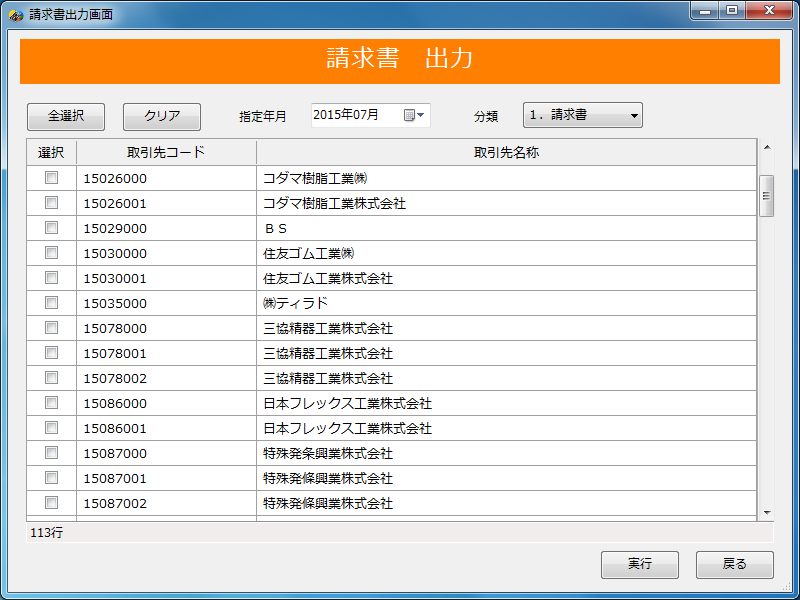 請求書出力画面
請求書　出力
全選択 クリア 指定年月 2015年07月 分類 1．請求書
選択 取引先コード 取引先名称
15026000 コダマ樹脂工業㈱
15026001 コダマ樹脂工業株式会社
15029000 ＢＳ
15030000 住友ゴム工業㈱
15030001 住友ゴム工業株式会社
15035000 ㈱ティラド
15078000 三協精器工業株式会社
15078001 三協精器工業株式会社
15078002 三協精器工業株式会社
15086000 日本フレックス工業株式会社
15086001 日本フレックス工業株式会社
15087000 特殊発条興業株式会社
15087001 特殊発條興業株式会社
15087002 特殊発條興業株式会社
113行
実行 戻る